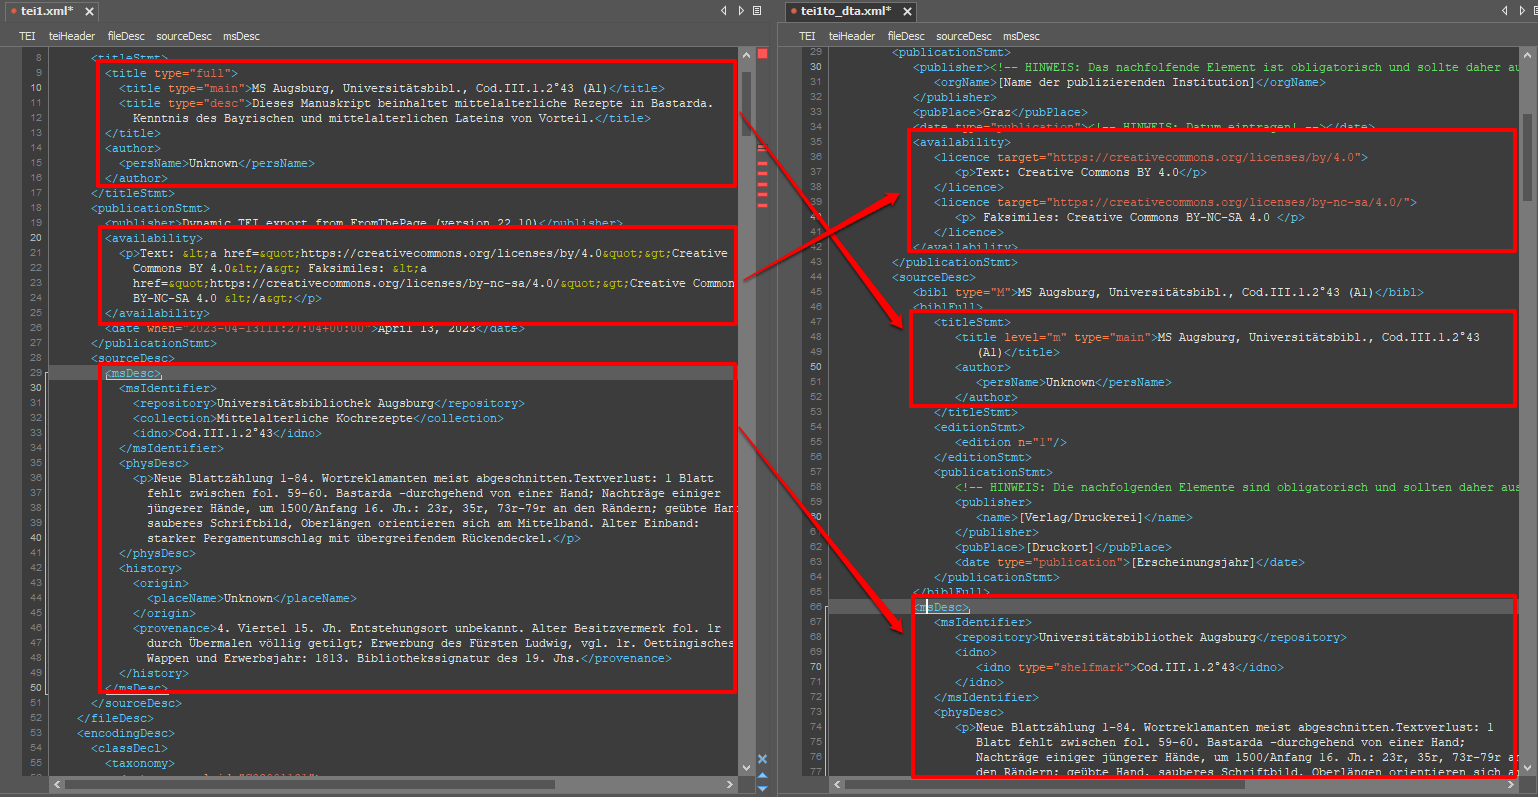 tei1.xml*
TEI teiHeader fileDesc sourceDesc msDesc
8 <titleStmt>
9 <title type="full">
10 <title type="main">MS Augsburg, Universitätsbibl., Cod.III.1.2°43 (A1)</title>
11 <title type="desc">Dieses Manuskript beinhaltet mittelalterliche Rezepte in Bastarda.
12 Kenntnis des Bayrischen und mittelalterlichen Lateins von Vorteil.</title>
13 </title>
14 <author>
15 <persName>Unknown</persName>
16 </author>
17 </titleStmt>
18 <publicationStmt>
19 <publisher>Dynamic TEI export from FromThePage (version 22.10)</publisher>
20 <availability>
21 <p>Text: &lt;a href=&quot;https://creativecommons.org/licenses/by/4.0&quot;&gt;Creative
22 Commons BY 4.0&lt;/a&gt; Faksimiles: &lt;a
23 href=&quot;https://creativecommons.org/licenses/by-nc-sa/4.0/&quot;&gt;Creative Common
24 BY-NC-SA 4.0 &lt;/a&gt;</p>
25 </availability>
26 <date when="2023-04-13T11:27:04+00:00">April 13, 2023</date>
27 </publicationStmt>
28 <sourceDesc>
29 <msDesc>
30 <msIdentifier>
31 <repository>Universitätsbibliothek Augsburg</repository>
32 <collection>Mittelalterliche Kochrezepte</collection>
33 <idno>Cod.III.1.2°43</idno>
34 </msIdentifier>
35 <physDesc>
36 <p>Neue Blattzählung 1-84. Wortreklamanten meist abgeschnitten.Textverlust: 1 Blatt
37 fehlt zwischen fol. 59-60. Bastarda -durchgehend von einer Hand; Nachträge einiger
38 jüngerer Hände, um 1500/Anfang 16. Jh.: 23r, 35r, 73r-79r an den Rändern; geübte Han
39 sauberes Schriftbild, Oberlängen orientieren sich am Mittelband. Alter Einband:
40 starker Pergamentumschlag mit übergreifendem Rückendeckel.</p>
41 </physDesc>
42 <history>
43 <origin>
44 <placeName>Unknown</placeName>
45 </origin>
46 <provenance>4. Viertel 15. Jh. Entstehungsort unbekannt. Alter Besitzvermerk fol. 1r
47 durch Übermalen völlig getilgt; Erwerbung des Fürsten Ludwig, vgl. 1r. Oettingisches
48 Wappen und Erwerbsjahr: 1813. Bibliothekssignatur des 19. Jhs.</provenance>
49 </history>
50 </msDesc>
51 </sourceDesc>
52 </fileDesc>
53 <encodingDesc>
54 <classDecl>
55 <taxonomy>
tei1to_dta.xml*
TEI teiHeader fileDesc sourceDesc msDesc
29 <publicationStmt>
30 <publisher><!-- HINWEIS: Das nachfolfende Element ist obligatorisch und sollte daher au
31 <orgName>[Name der publizierenden Institution]</orgName>
32 </publisher>
33 <pubPlace>Graz</pubPlace>
34 <date type="publication"><!-- HINWEIS: Datum eintragen! --></date>
35 <availability>
36 <licence target="https://creativecommons.org/licenses/by/4.0">
37 <p>Text: Creative Commons BY 4.0</p>
38 </licence>
39 <licence target="https://creativecommons.org/licenses/by-nc-sa/4.0/">
<p> Faksimiles: Creative Commons BY-NC-SA 4.0 </p>
</licence>
42 </availability>
43 </publicationStmt>
44 <sourceDesc>
45 <bibl type="M">MS Augsburg, Universitätsbibl., Cod.III.1.2°43 (A1)</bibl>
46 <biblFull>
47 <titleStmt>
48 <title level="m" type="main">MS Augsburg, Universitätsbibl., Cod.III.1.2°43
49 (A1)</title>
50 <author>
51 <persName>Unknown</persName>
52 </author>
53 </titleStmt>
54 <editionStmt>
55 <edition n="1"/>
56 </editionStmt>
57 <publicationStmt>
58 <!-- HINWEIS: Die nachfolgenden Elemente sind obligatorisch und sollten daher aus
59 <publisher>
<name>[Verlag/Druckerei]</name>
</publisher>
62 <pubPlace>[Druckort]</pubPlace>
63 <date type="publication">[Erscheinungsjahr]</date>
64 </publicationStmt>
65 </biblFull>
66 <msDesc>
67 <msIdentifier>
68 <repository>Universitätsbibliothek Augsburg</repository>
69 <idno>
70 <idno type="shelfmark">Cod.III.1.2°43</idno>
71 </idno>
72 </msIdentifier>
73 <physDesc>
74 <p>Neue Blattzählung 1-84. Wortreklamanten meist abgeschnitten.Textverlust: 1
75 Blatt fehlt zwischen fol. 59-60. Bastarda -durchgehend von einer Hand;
76 Nachträge einiger jüngerer Hände, um 1500/Anfang 16. Jh.: 23r, 35r, 73r-79r an
77 den Rändern; geübte Hand, sauberes Schriftbild, Oberlängen orientieren sich am